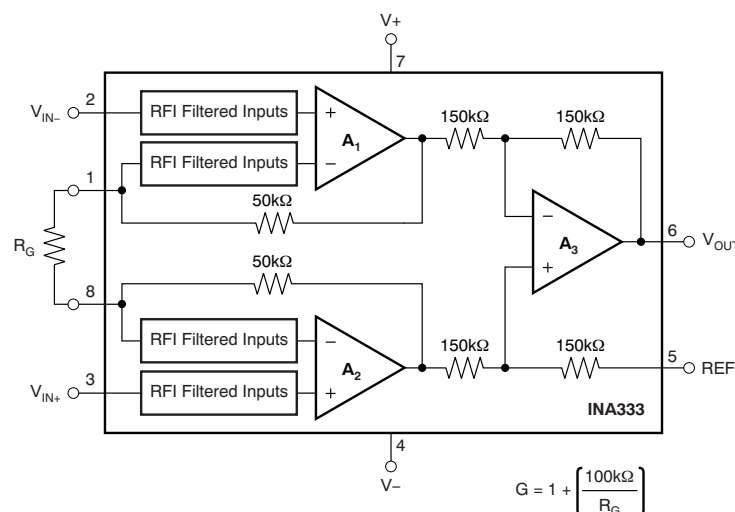 V+
7
2
V_IN−
RFI Filtered Inputs
+
A₁
150kΩ
150kΩ
RFI Filtered Inputs
−
1
50kΩ
−
6
R_G
A₃
V_OUT
50kΩ
+
8
RFI Filtered Inputs
−
150kΩ
150kΩ
A₂
5
REF
3
V_IN+
RFI Filtered Inputs
+
INA333
4
V−
G = 1 + [100kΩ / R_G]